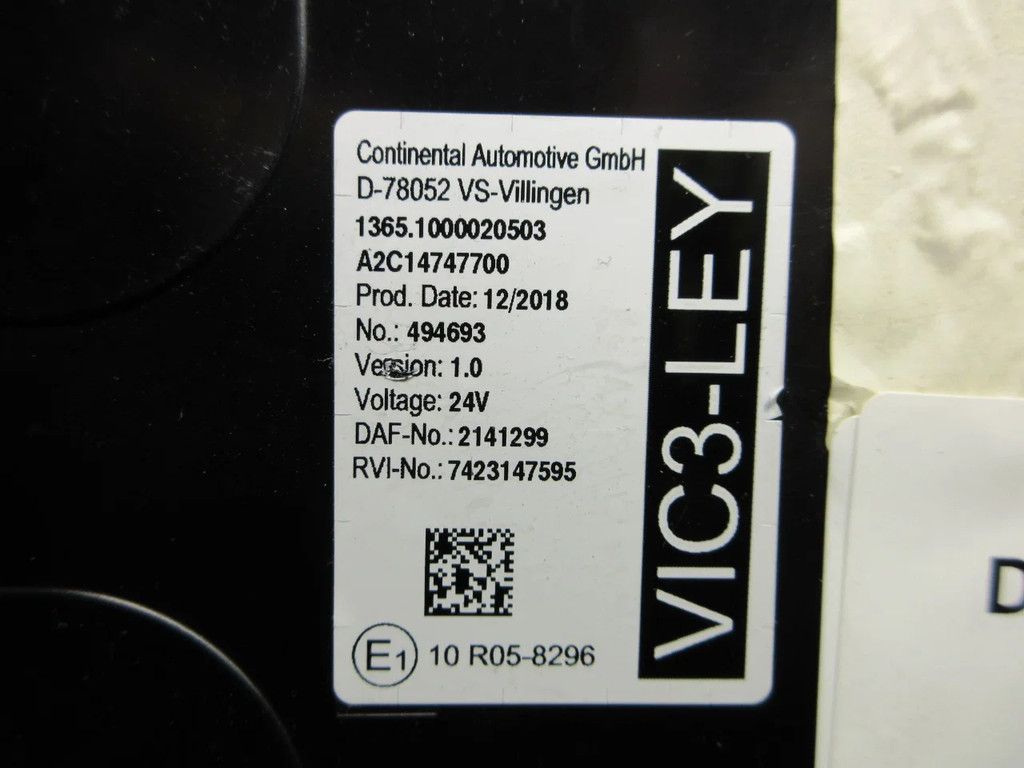 Continental Automotive GmbH
D-78052 VS-Villingen
1365.1000020503
A2C14747700
Prod. Date: 12/2018
No.: 494693
Version: 1.0
Voltage: 24V
DAF-No.: 2141299
RVI-No.: 7423147595
E1 10 R05-8296
VIC3-LEY
D